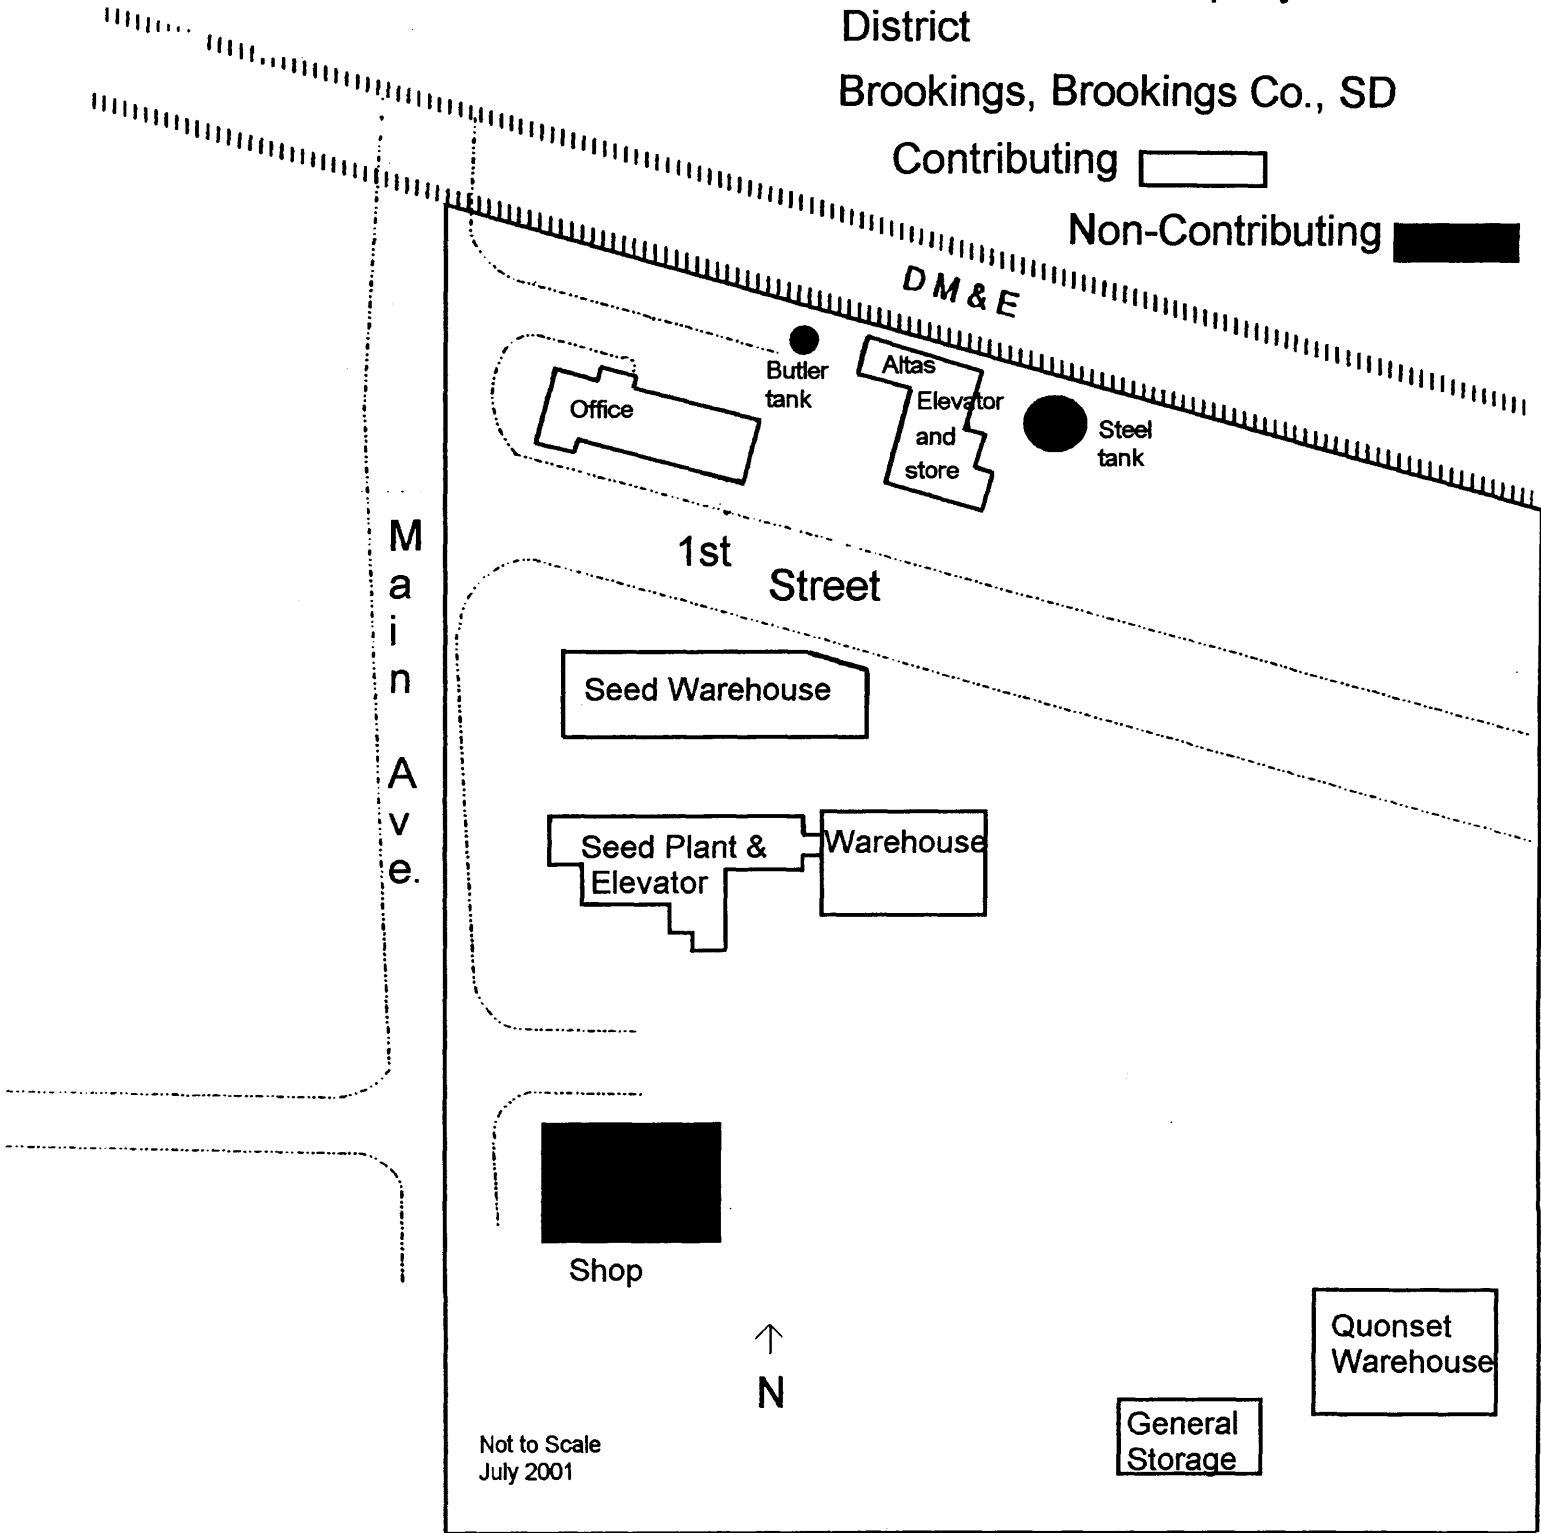 District
Brookings, Brookings Co., SD
Contributing
Non-Contributing
D M & E
Butler
tank
Altas
Elevator
and
store
Office
Steel
tank
Main Ave.
1st
Street
Seed Warehouse
Seed Plant &
Elevator
Warehouse
Shop
N
Quonset
Warehouse
General
Storage
Not to Scale
July 2001